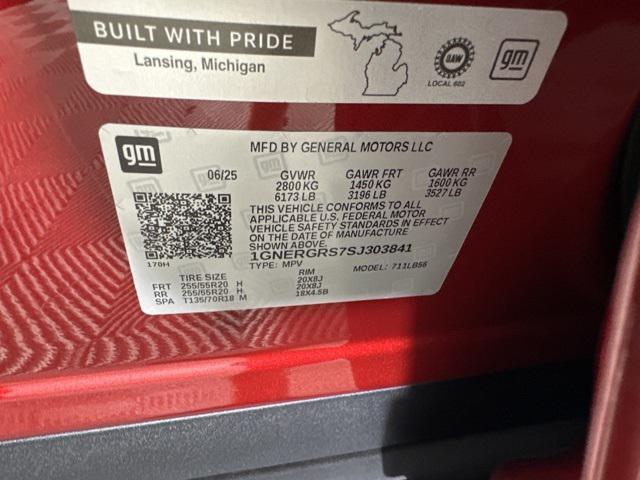 BUILT WITH PRIDE
Lansing, Michigan
UAW
LOCAL 602
gm
gm
MFD BY GENERAL MOTORS LLC
06/25 GVWR GAWR FRT GAWR RR
2800 KG 1450 KG 1600 KG
6173 LB 3196 LB 3527 LB
THIS VEHICLE CONFORMS TO ALL
APPLICABLE U.S. FEDERAL MOTOR
VEHICLE SAFETY STANDARDS IN EFFECT
ON THE DATE OF MANUFACTURE
SHOWN ABOVE.
1GNERGRS7SJ303841
170H TYPE: MPV MODEL: 711LB56
TIRE SIZE RIM
FRT 255/55R20 H 20X8J
RR 255/55R20 H 20X8J
SPA T135/70R18 M 18X4.5B